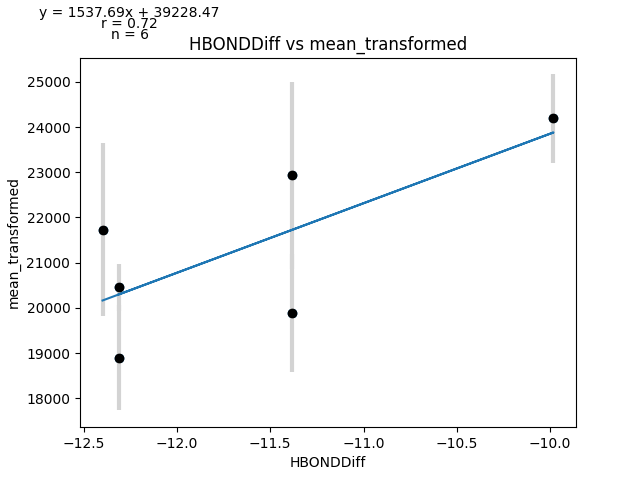 y = 1537.69x + 39228.47
r = 0.72
n = 6
HBONDDiff vs mean_transformed
25000
24000
23000
22000
21000
20000
19000
18000
mean_transformed
−12.5 −12.0 −11.5 −11.0 −10.5 −10.0
HBONDDiff